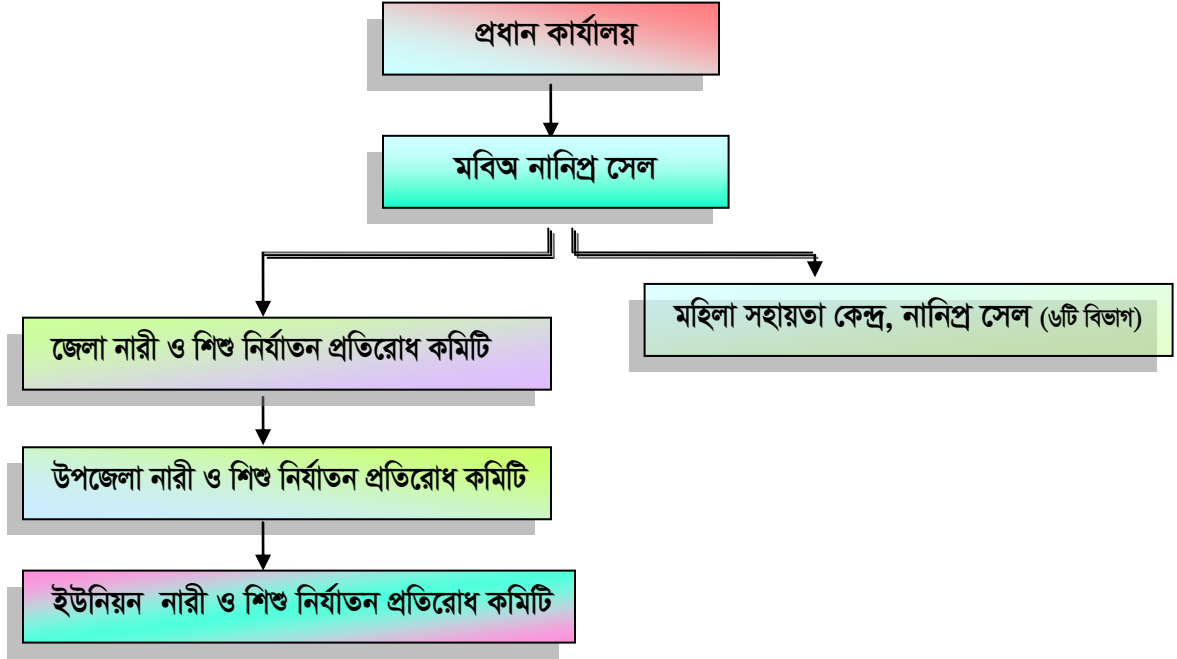 প্রধান কার্যালয়
মবিঅ নানিপ্র সেল
মহিলা সহায়তা কেন্দ্র, নানিপ্র সেল (৬টি বিভাগ)
জেলা নারী ও শিশু নির্যাতন প্রতিরোধ কমিটি
উপজেলা নারী ও শিশু নির্যাতন প্রতিরোধ কমিটি
ইউনিয়ন নারী ও শিশু নির্যাতন প্রতিরোধ কমিটি